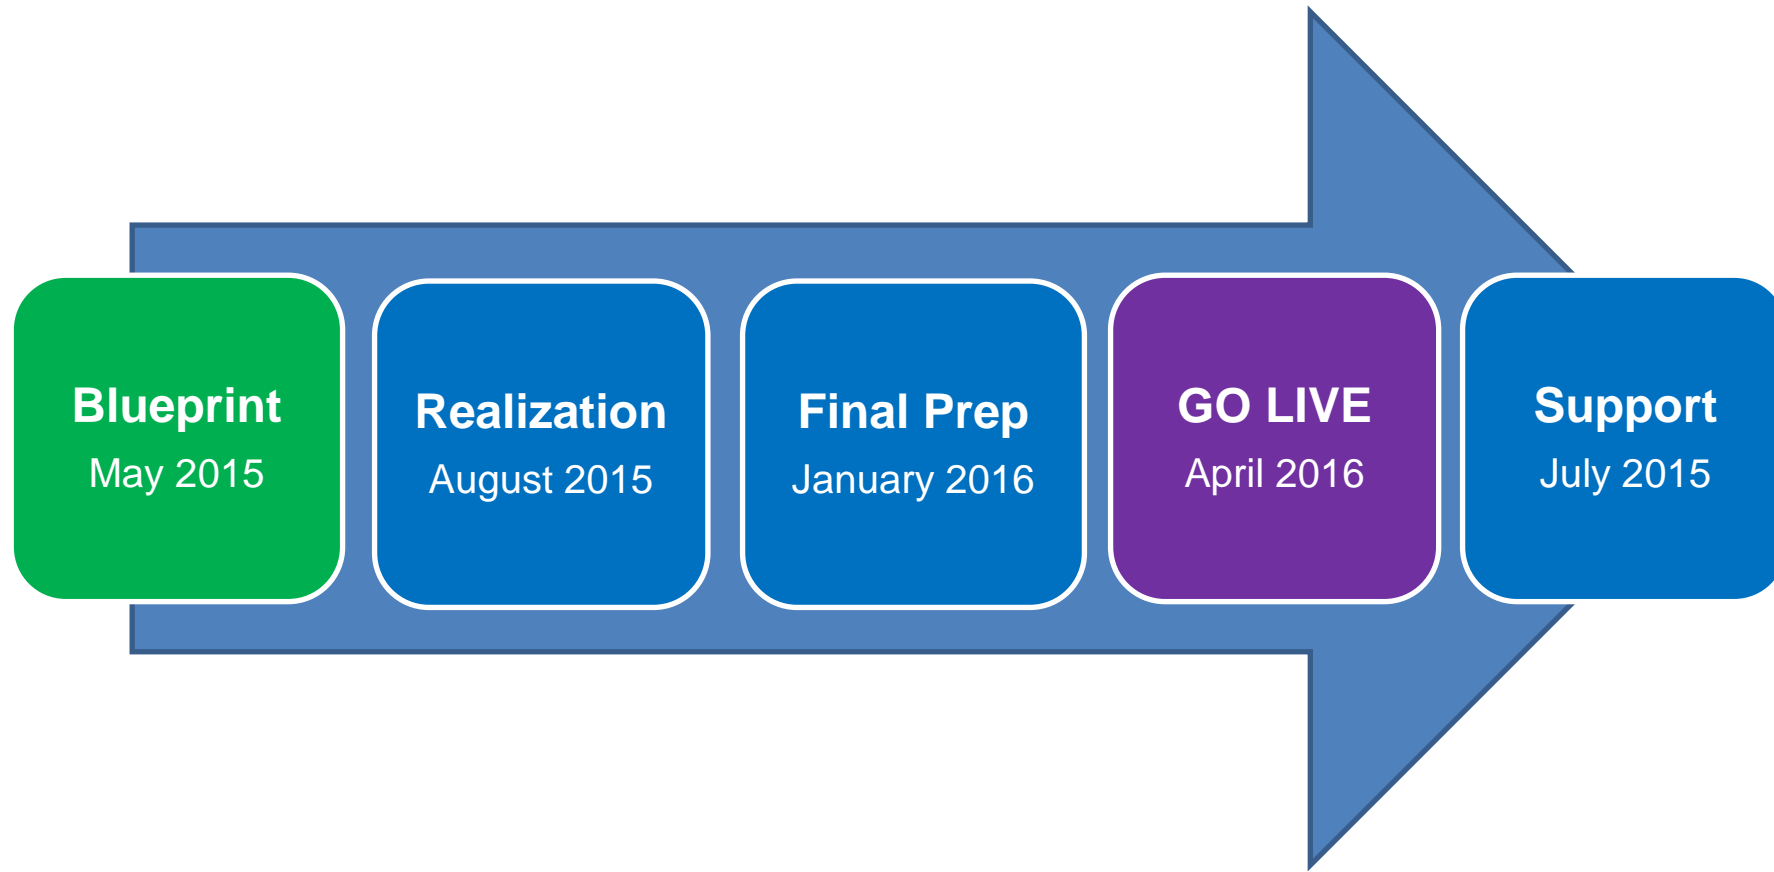 Blueprint
May 2015
Realization
August 2015
Final Prep
January 2016
GO LIVE
April 2016
Support
July 2015